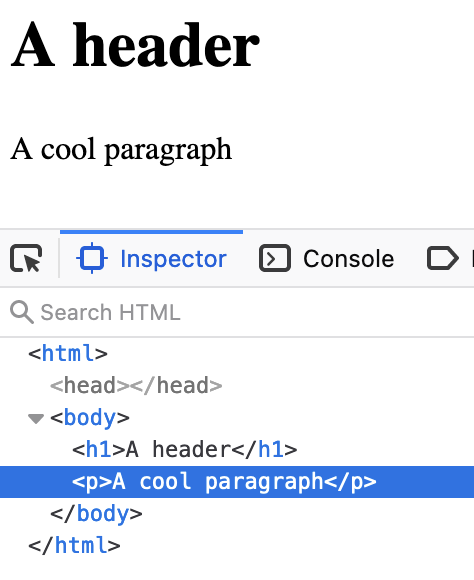 A header
A cool paragraph
Inspector Console
Search HTML
<html>
<head></head>
<body>
<h1>A header</h1>
<p>A cool paragraph</p>
</body>
</html>